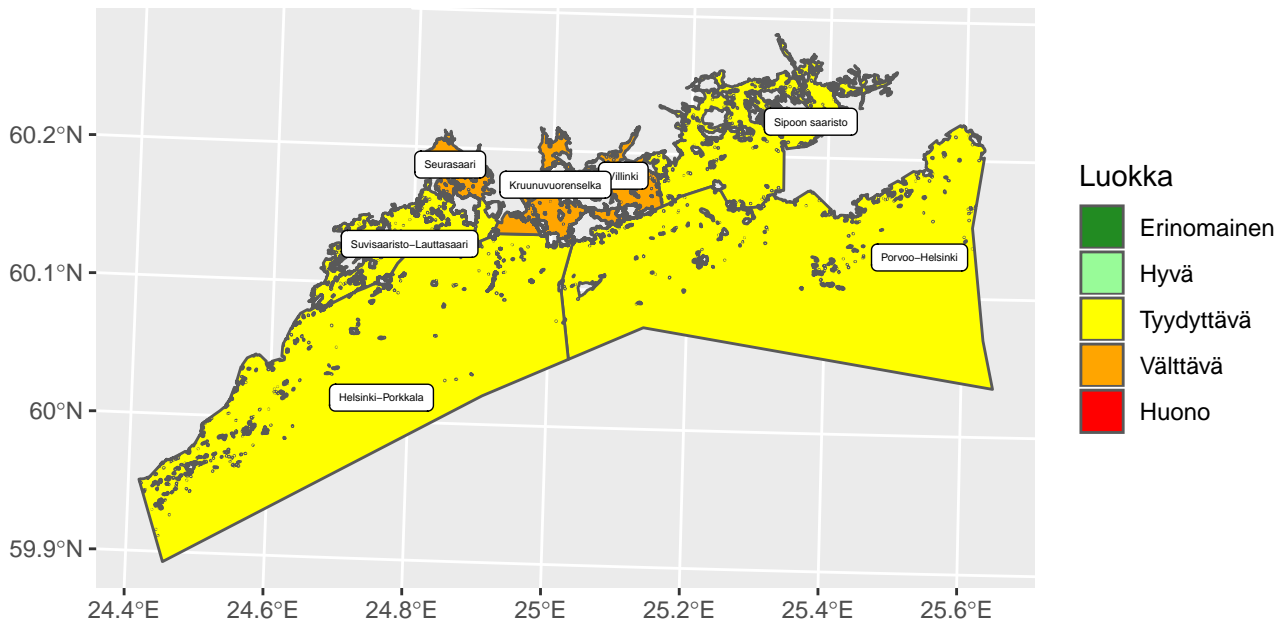 60.2°N
60.1°N
60°N
59.9°N
24.4°E
24.6°E
24.8°E
25°E
25.2°E
25.4°E
25.6°E
Sipoon saaristo
Seurasaari
Villinki
Kruunuvuorenselka
Suvisaaristo–Lauttasaari
Porvoo–Helsinki
Helsinki–Porkkala
Luokka
Erinomainen
Hyvä
Tyydyttävä
Välttävä
Huono